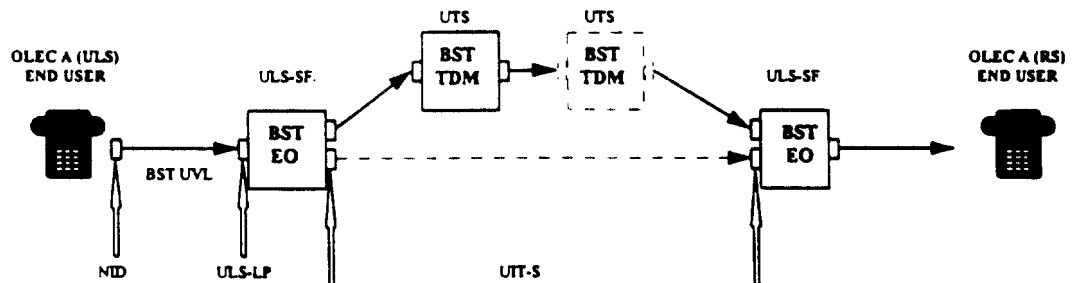 UTS
UTS
OLEC A (ULS)
END USER
BST
TDM
BST
TDM
OLEC A (RS)
END USER
ULS-SF
ULS-SF
BST
EO
BST
EO
BST UVL
NID
ULS-LP
UTT-S